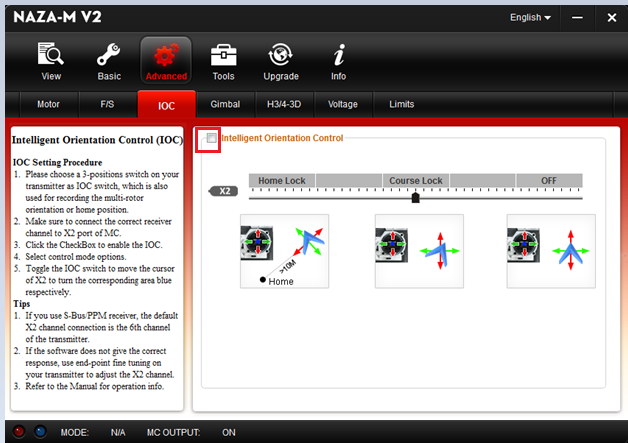 NAZA-M V2
English
View
Basic
Advanced
Tools
Upgrade
Info
Motor
F/S
IOC
Gimbal
H3/4-3D
Voltage
Limits
Intelligent Orientation Control (IOC)
IOC Setting Procedure
1. Please choose a 3-positions switch on your
transmitter as IOC switch, which is also
used for recording the multi-rotor
orientation or home position.
2. Make sure to connect the correct receiver
channel to X2 port of MC.
3. Click the CheckBox to enable the IOC.
4. Select control mode options.
5. Toggle the IOC switch to move the cursor
of X2 to turn the corresponding area blue
respectively.
Tips
1. If you use S-Bus/PPM receiver, the default
X2 channel connection is the 6th channel
of the transmitter.
2. If the software does not give the correct
response, use end-point fine tuning on
your transmitter to adjust the X2 channel.
3. Refer to the Manual for operation info.
Intelligent Orientation Control
Home Lock
Course Lock
OFF
X2
>10M
Home
MODE:
N/A
MC OUTPUT:
ON